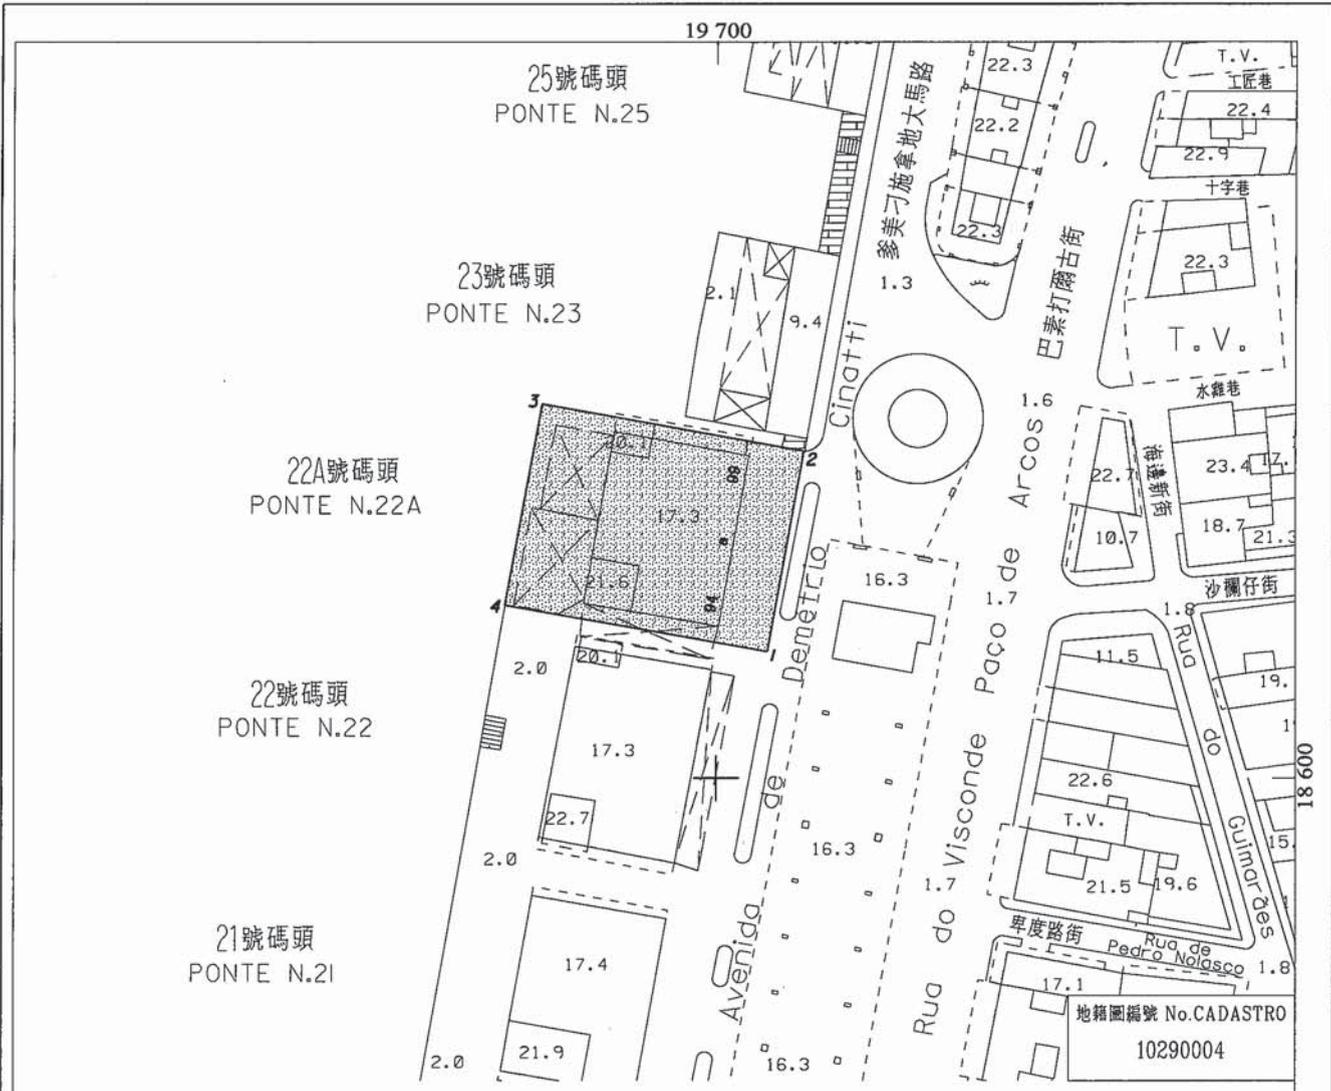 19 700
25號碼頭
PONTE N.25
爹美刁施拿地大馬路
22.3
22.2
22.3
T.V.
工匠巷
22.4
22.9
十字巷
22.3
T.V.
水雞巷
23號碼頭
PONTE N.23
2.1
9.4
1.3
巴素打爾古街
1.6
3
2
22A號碼頭
PONTE N.22A
20.1
98
17.3
21.6
94
4
1
22.7
10.7
海邊新街
23.4
17.
18.7
21.3
沙欄仔街
16.3
1.7
1.8
22號碼頭
PONTE N.22
2.0
20.1
17.3
22.7
2.0
11.5
19.
22.6
T.V.
21.5
19.6
15.
18 600
16.3
1.7
21號碼頭
PONTE N.21
17.4
21.9
2.0
16.3
Avenida de Demetrio Cinatti
Rua do Visconde Paço de Arcos
Rua do Guimarães
卑度路街
Rua de
Pedro Nolasco
1.8
17.1
地籍圖編號 No.CADASTRO
10290004